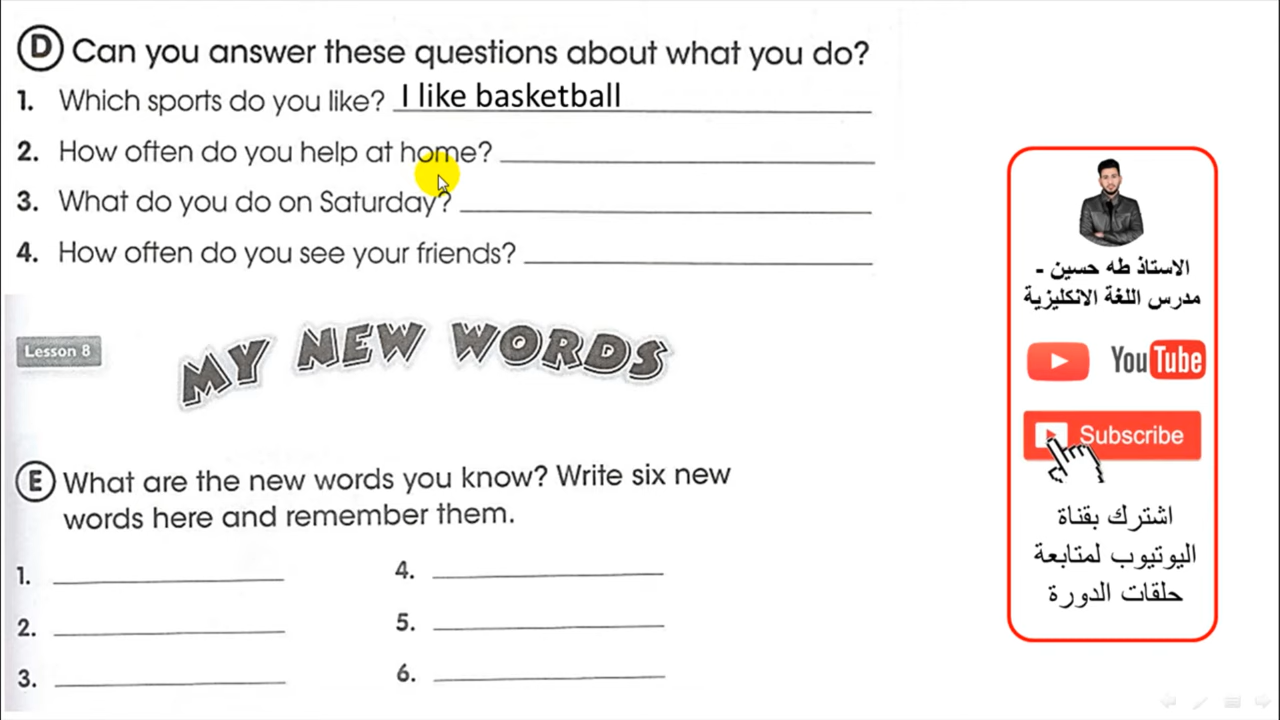 D Can you answer these questions about what you do?
1. Which sports do you like? I like basketball
2. How often do you help at home?
3. What do you do on Saturday?
4. How often do you see your friends?
Lesson 8
MY NEW WORDS
E What are the new words you know? Write six new
words here and remember them.
1.
2.
3.
4.
5.
6.
الاستاذ طه حسين -
مدرس اللغة الانكليزية
YouTube
Subscribe
اشترك بقناة
اليوتيوب لمتابعة
حلقات الدورة